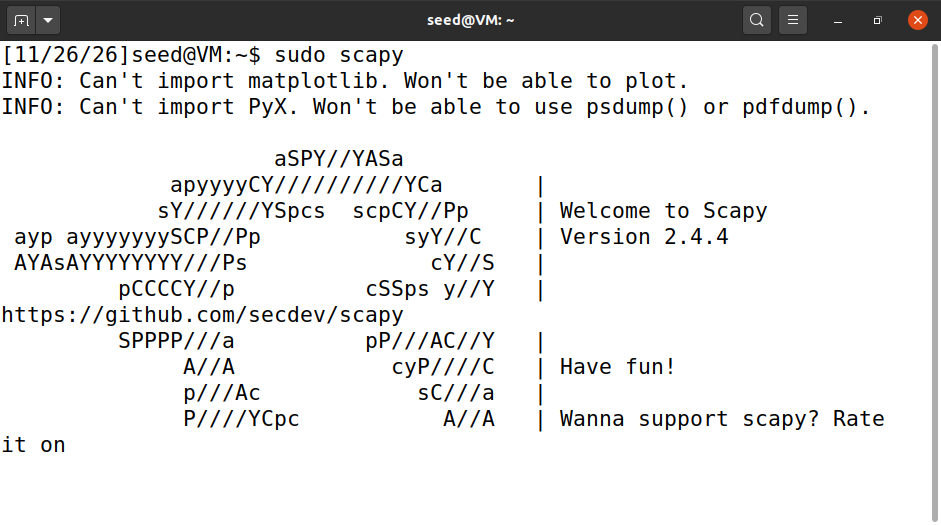 seed@VM: ~
[11/26/26]seed@VM:~$ sudo scapy
INFO: Can't import matplotlib. Won't be able to plot.
INFO: Can't import PyX. Won't be able to use psdump() or pdfdump().

                     aSPY//YASa
             apyyyyCY//////////YCa       |
            sY//////YSpcs  scpCY//Pp     | Welcome to Scapy
 ayp ayyyyyyySCP//Pp           syY//C    | Version 2.4.4
 AYAsAYYYYYYYY///Ps              cY//S   |
         pCCCCY//p          cSSps y//Y   |
https://github.com/secdev/scapy
         SPPPP///a          pP///AC//Y   |
              A//A            cyP////C   | Have fun!
              p///Ac            sC///a   |
              P////YCpc           A//A   | Wanna support scapy? Rate
it on